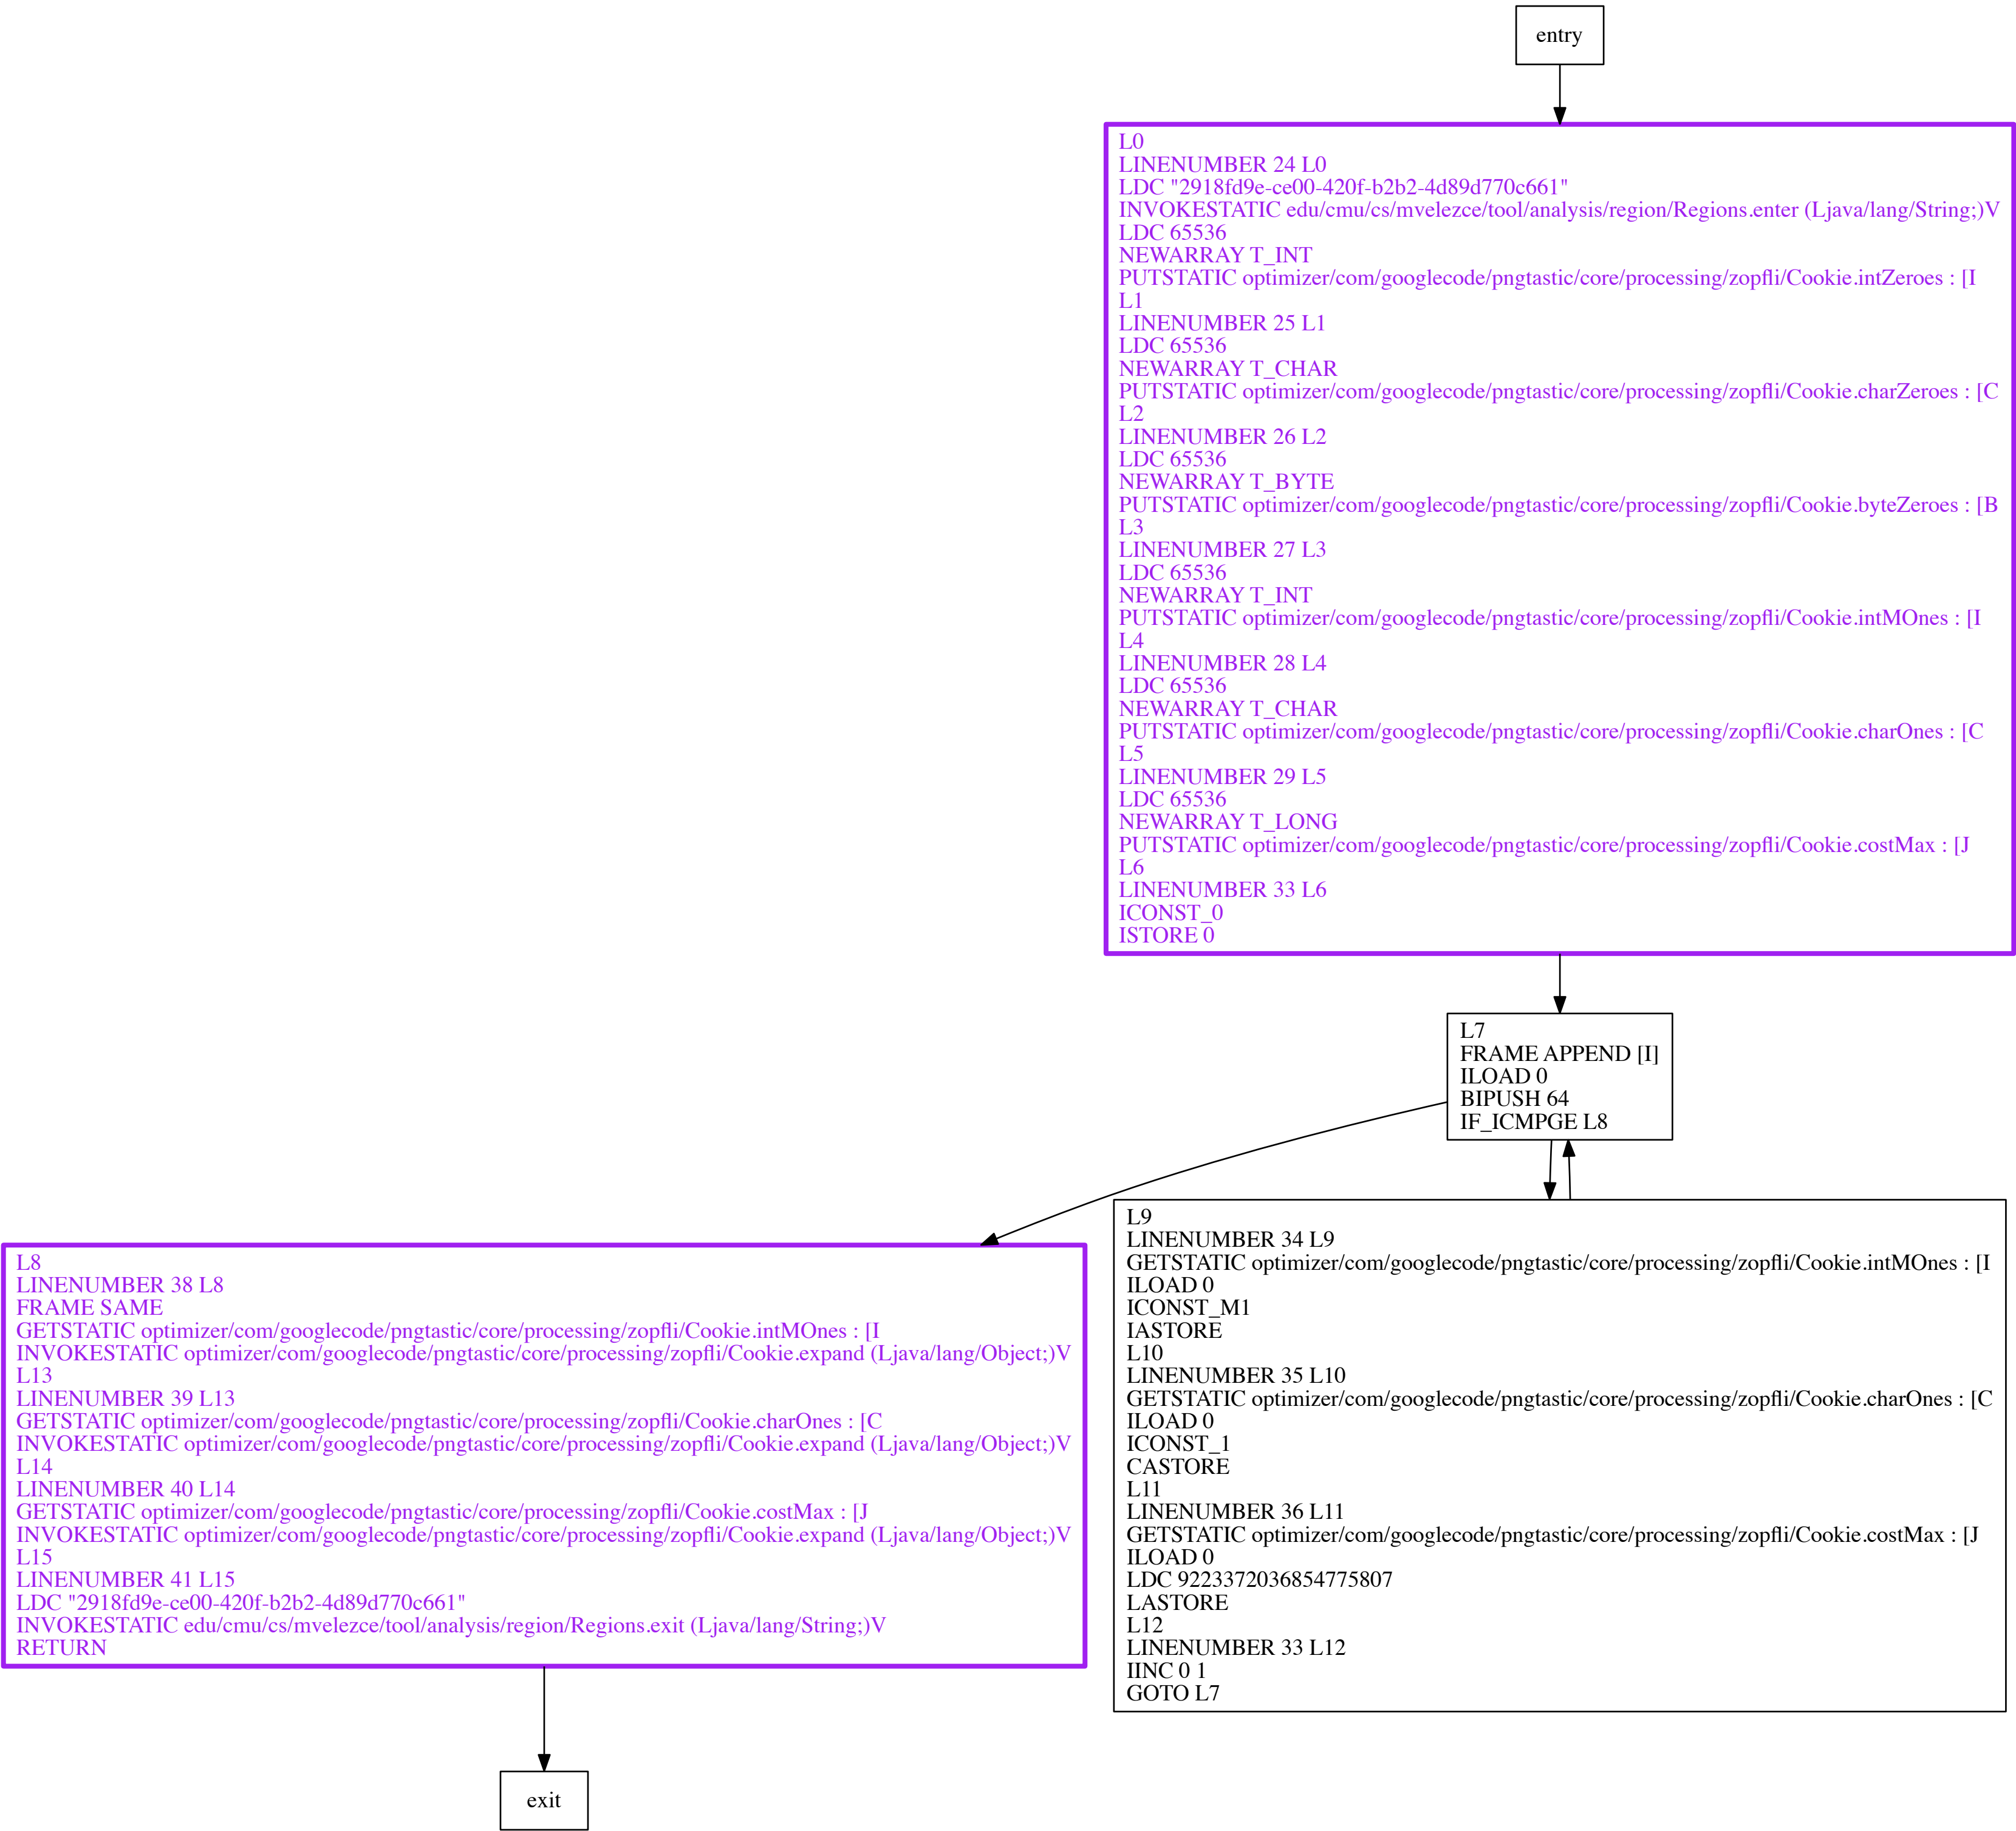 entry
L0
LINENUMBER 24 L0
LDC "2918fd9e-ce00-420f-b2b2-4d89d770c661"
INVOKESTATIC edu/cmu/cs/mvelezce/tool/analysis/region/Regions.enter (Ljava/lang/String;)V
LDC 65536
NEWARRAY T_INT
PUTSTATIC optimizer/com/googlecode/pngtastic/core/processing/zopfli/Cookie.intZeroes : [I
L1
LINENUMBER 25 L1
LDC 65536
NEWARRAY T_CHAR
PUTSTATIC optimizer/com/googlecode/pngtastic/core/processing/zopfli/Cookie.charZeroes : [C
L2
LINENUMBER 26 L2
LDC 65536
NEWARRAY T_BYTE
PUTSTATIC optimizer/com/googlecode/pngtastic/core/processing/zopfli/Cookie.byteZeroes : [B
L3
LINENUMBER 27 L3
LDC 65536
NEWARRAY T_INT
PUTSTATIC optimizer/com/googlecode/pngtastic/core/processing/zopfli/Cookie.intMOnes : [I
L4
LINENUMBER 28 L4
LDC 65536
NEWARRAY T_CHAR
PUTSTATIC optimizer/com/googlecode/pngtastic/core/processing/zopfli/Cookie.charOnes : [C
L5
LINENUMBER 29 L5
LDC 65536
NEWARRAY T_LONG
PUTSTATIC optimizer/com/googlecode/pngtastic/core/processing/zopfli/Cookie.costMax : [J
L6
LINENUMBER 33 L6
ICONST_0
ISTORE 0
L7
FRAME APPEND [I]
ILOAD 0
BIPUSH 64
IF_ICMPGE L8
L8
LINENUMBER 38 L8
FRAME SAME
GETSTATIC optimizer/com/googlecode/pngtastic/core/processing/zopfli/Cookie.intMOnes : [I
INVOKESTATIC optimizer/com/googlecode/pngtastic/core/processing/zopfli/Cookie.expand (Ljava/lang/Object;)V
L13
LINENUMBER 39 L13
GETSTATIC optimizer/com/googlecode/pngtastic/core/processing/zopfli/Cookie.charOnes : [C
INVOKESTATIC optimizer/com/googlecode/pngtastic/core/processing/zopfli/Cookie.expand (Ljava/lang/Object;)V
L14
LINENUMBER 40 L14
GETSTATIC optimizer/com/googlecode/pngtastic/core/processing/zopfli/Cookie.costMax : [J
INVOKESTATIC optimizer/com/googlecode/pngtastic/core/processing/zopfli/Cookie.expand (Ljava/lang/Object;)V
L15
LINENUMBER 41 L15
LDC "2918fd9e-ce00-420f-b2b2-4d89d770c661"
INVOKESTATIC edu/cmu/cs/mvelezce/tool/analysis/region/Regions.exit (Ljava/lang/String;)V
RETURN
L9
LINENUMBER 34 L9
GETSTATIC optimizer/com/googlecode/pngtastic/core/processing/zopfli/Cookie.intMOnes : [I
ILOAD 0
ICONST_M1
IASTORE
L10
LINENUMBER 35 L10
GETSTATIC optimizer/com/googlecode/pngtastic/core/processing/zopfli/Cookie.charOnes : [C
ILOAD 0
ICONST_1
CASTORE
L11
LINENUMBER 36 L11
GETSTATIC optimizer/com/googlecode/pngtastic/core/processing/zopfli/Cookie.costMax : [J
ILOAD 0
LDC 9223372036854775807
LASTORE
L12
LINENUMBER 33 L12
IINC 0 1
GOTO L7
exit